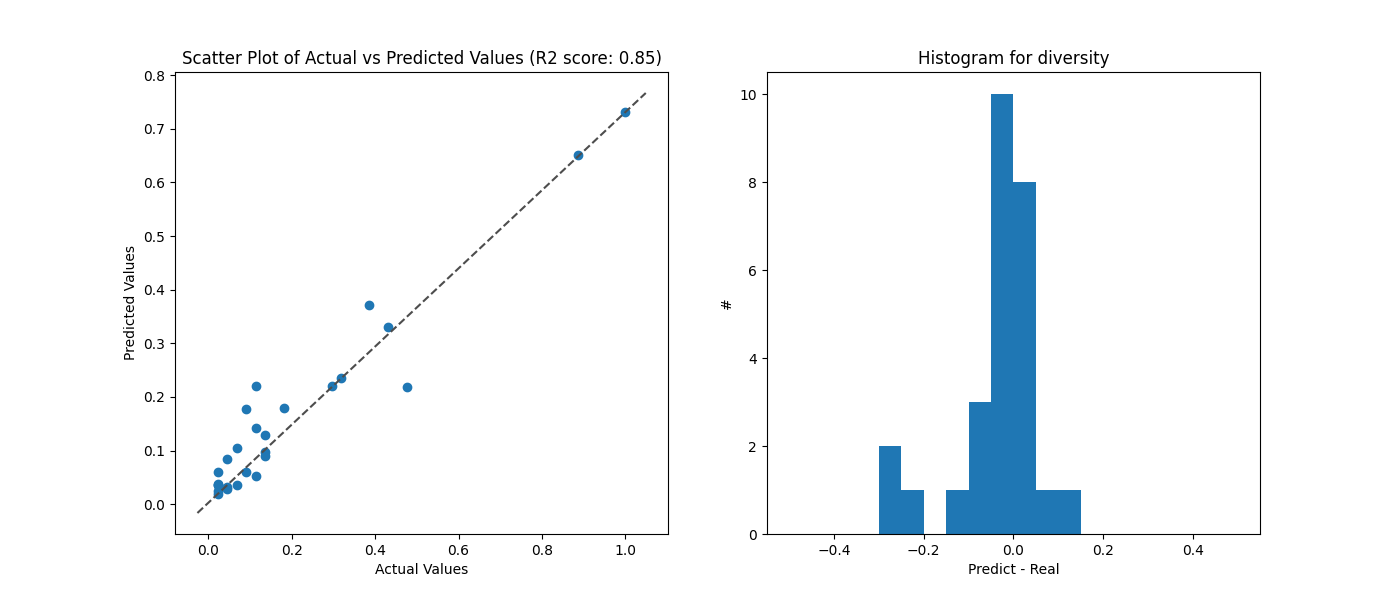 Scatter Plot of Actual vs Predicted Values (R2 score: 0.85)
0.8
0.7
0.6
0.5
0.4
0.3
0.2
0.1
0.0
Predicted Values
0.0 0.2 0.4 0.6 0.8 1.0
Actual Values
Histogram for diversity
10
8
6
4
2
0
#
−0.4 −0.2 0.0 0.2 0.4
Predict - Real